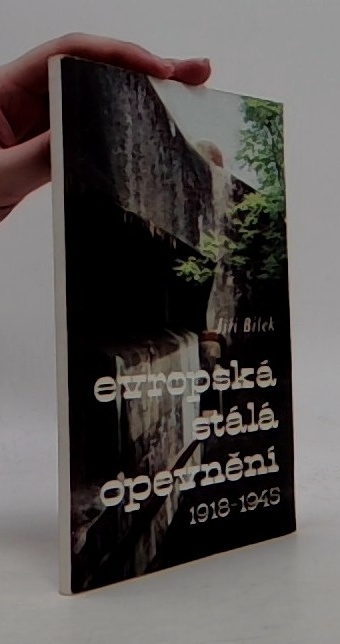 Jiří Bílek
evropská
stálá
opevnění
1918-1945